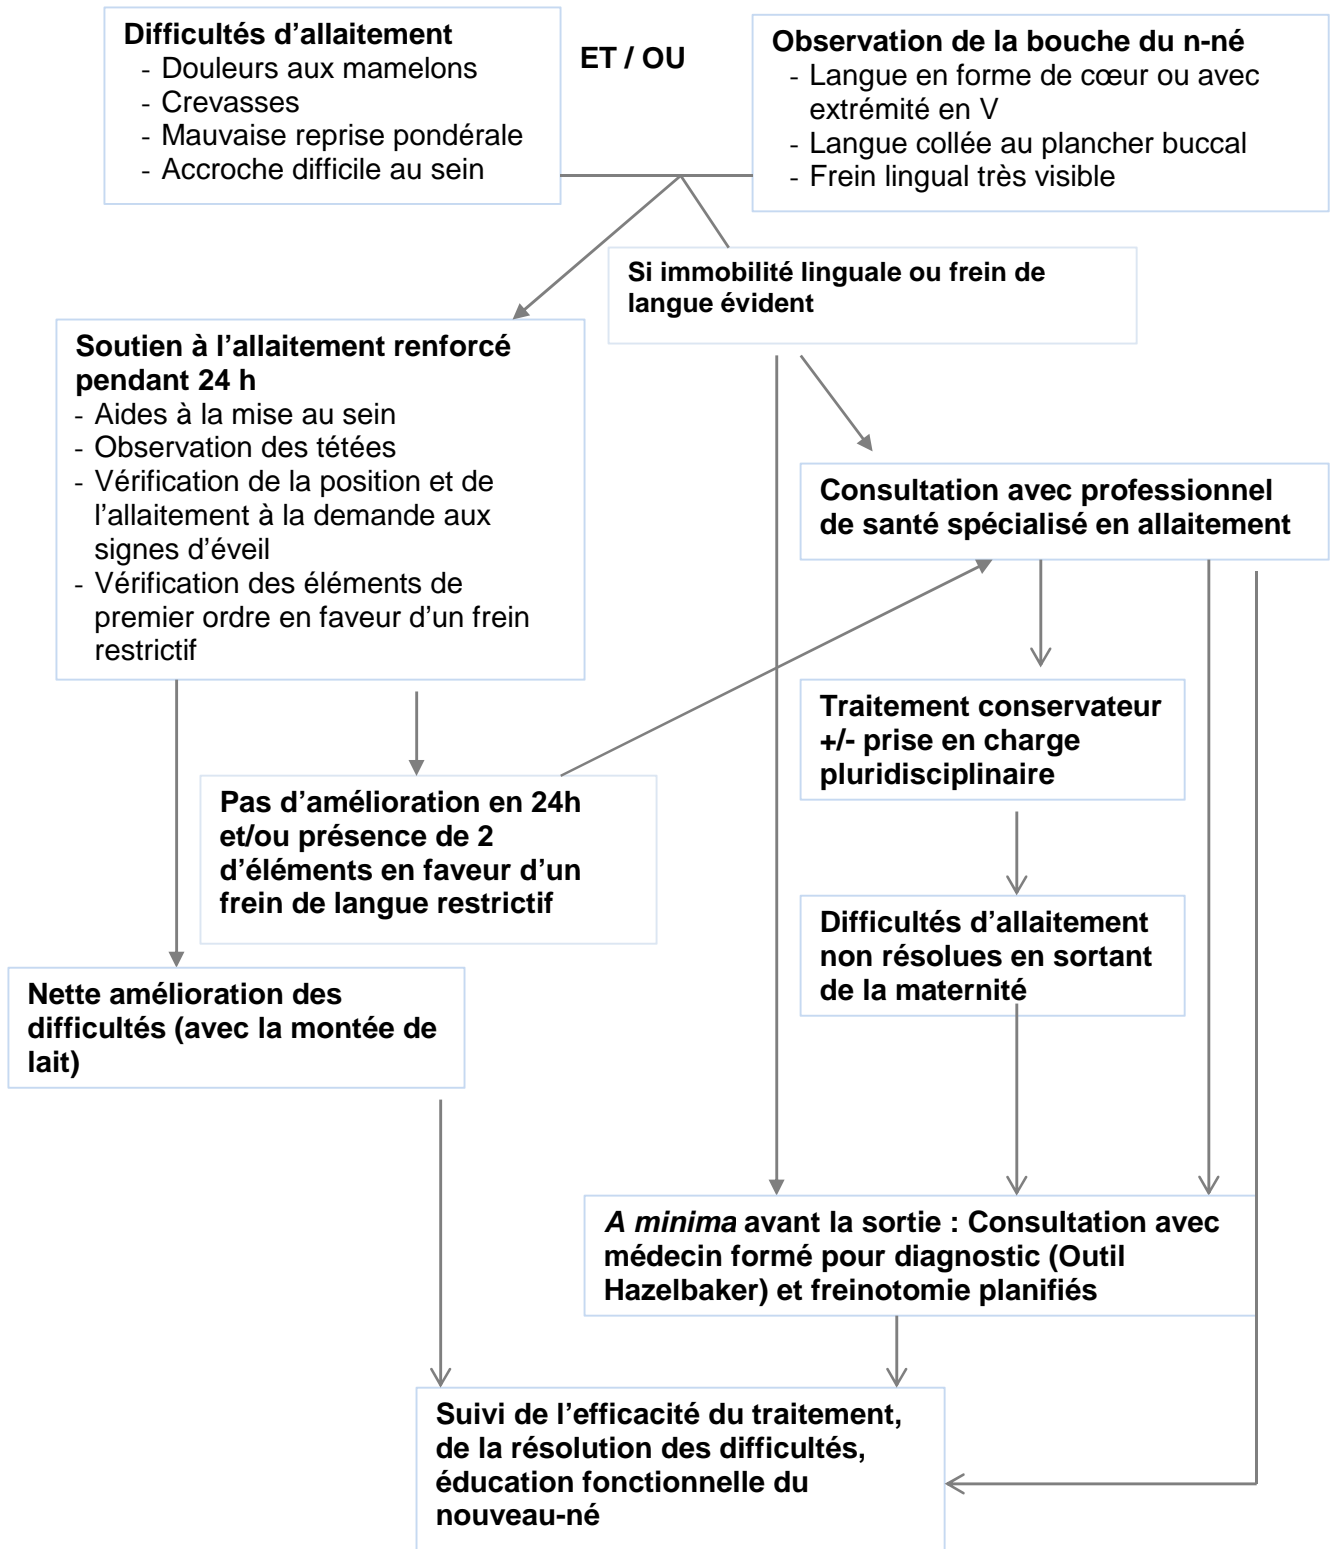 Difficultés d’allaitement
- Douleurs aux mamelons
- Crevasses
- Mauvaise reprise pondérale
- Accroche difficile au sein
ET / OU
Observation de la bouche du n-né
- Langue en forme de cœur ou avec
extrémité en V
- Langue collée au plancher buccal
- Frein lingual très visible
Si immobilité linguale ou frein de
langue évident
Soutien à l’allaitement renforcé
pendant 24 h
- Aides à la mise au sein
- Observation des tétées
- Vérification de la position et de
l’allaitement à la demande aux
signes d’éveil
- Vérification des éléments de
premier ordre en faveur d’un frein
restrictif
Consultation avec professionnel
de santé spécialisé en allaitement
Traitement conservateur
+/- prise en charge
pluridisciplinaire
Pas d’amélioration en 24h
et/ou présence de 2
d’éléments en faveur d’un
frein de langue restrictif
Difficultés d’allaitement
non résolues en sortant
de la maternité
Nette amélioration des
difficultés (avec la montée de
lait)
A minima avant la sortie : Consultation avec
médecin formé pour diagnostic (Outil
Hazelbaker) et freinotomie planifiés
Suivi de l’efficacité du traitement,
de la résolution des difficultés,
éducation fonctionnelle du
nouveau-né